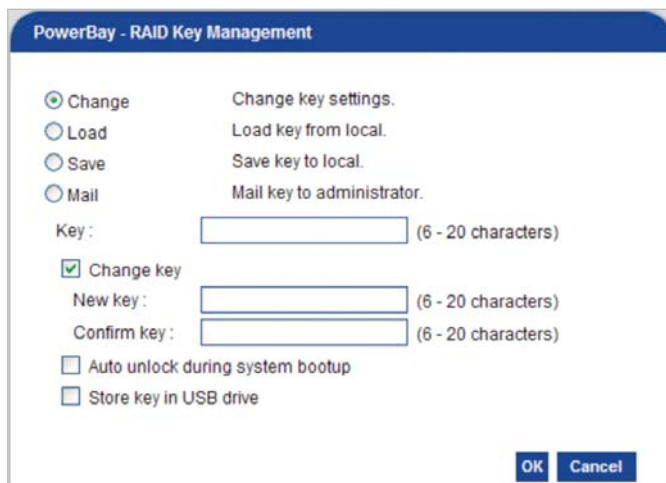 PowerBay - RAID Key Management
Change Change key settings.
Load Load key from local.
Save Save key to local.
Mail Mail key to administrator.
Key : (6 - 20 characters)
Change key
New key : (6 - 20 characters)
Confirm key : (6 - 20 characters)
Auto unlock during system bootup
Store key in USB drive
OK Cancel